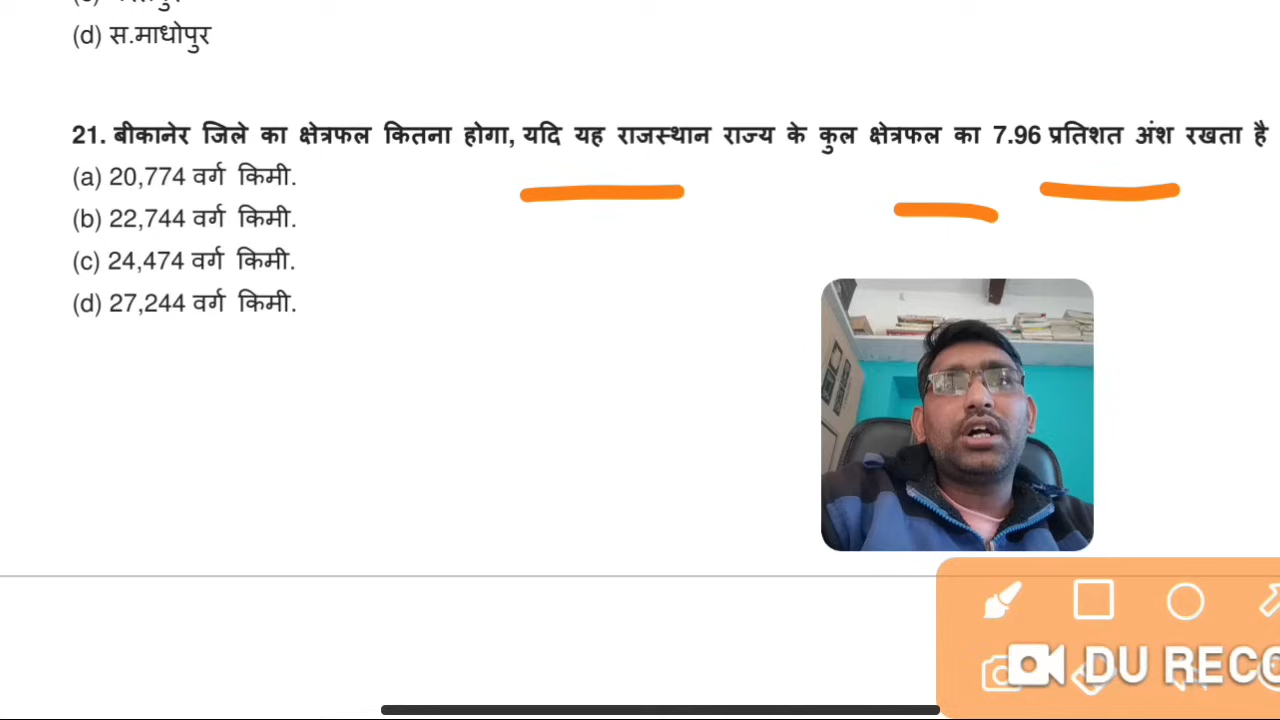 (d) स.माधोपुर
21. बीकानेर जिले का क्षेत्रफल कितना होगा, यदि यह राजस्थान राज्य के कुल क्षेत्रफल का 7.96 प्रतिशत अंश रखता है
(a) 20,774 वर्ग किमी.
(b) 22,744 वर्ग किमी.
(c) 24,474 वर्ग किमी.
(d) 27,244 वर्ग किमी.
DU RECO